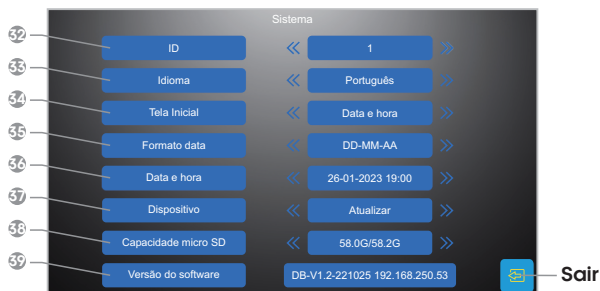 Sistema
32 ID 1
33 Idioma Português
34 Tela Inicial Data e hora
35 Formato data DD-MM-AA
36 Data e hora 26-01-2023 19:00
37 Dispositivo Atualizar
38 Capacidade micro SD 58.0G/58.2G
39 Versão do software DB-V1.2-221025 192.168.250.53
Sair